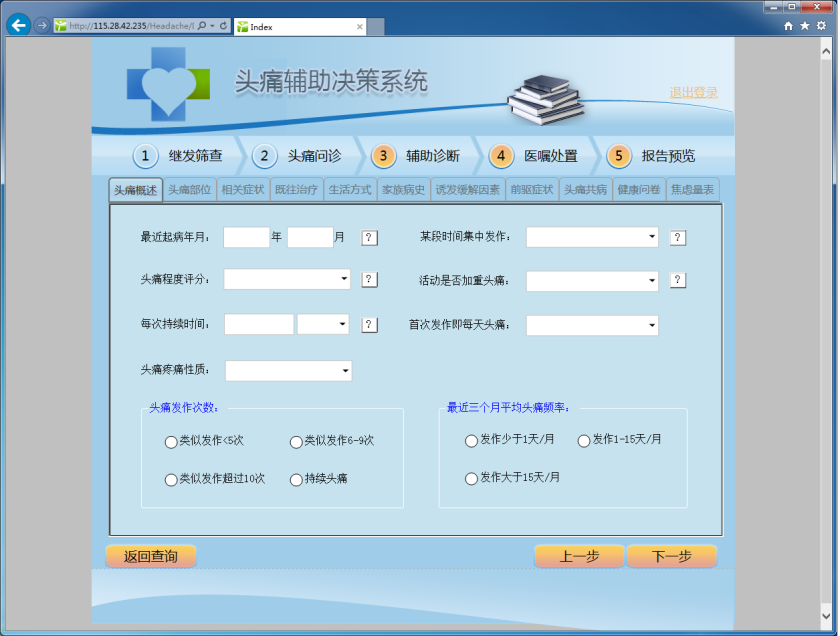 http://115.28.42.235/Headache/I
Index
头痛辅助决策系统
退出登录
1 继发筛查 2 头痛问诊 3 辅助诊断 4 医嘱处置 5 报告预览
头痛概述 头痛部位 相关症状 既往治疗 生活方式 家族病史 诱发缓解因素 前驱症状 头痛共病 健康问卷 焦虑量表
最近起病年月： 年 月 ? 某段时间集中发作： ?
头痛程度评分： ? 活动是否加重头痛： ?
每次持续时间： ? 首次发作即每天头痛：
头痛疼痛性质：
头痛发作次数： 最近三个月平均头痛频率：
类似发作<5次 类似发作6-9次 发作少于1天/月 发作1-15天/月
类似发作超过10次 持续头痛 发作大于15天/月
返回查询 上一步 下一步